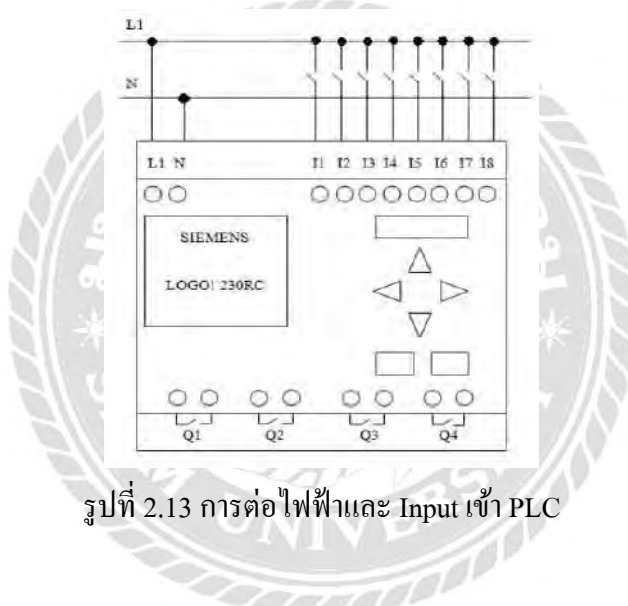 L1
N
L1 N I1 I2 I3 I4 I5 I6 I7 I8
SIEMENS
LOGO! 230RC
Q1 Q2 Q3 Q4
รูปที่ 2.13 การต่อไฟฟ้าและ Input เข้า PLC